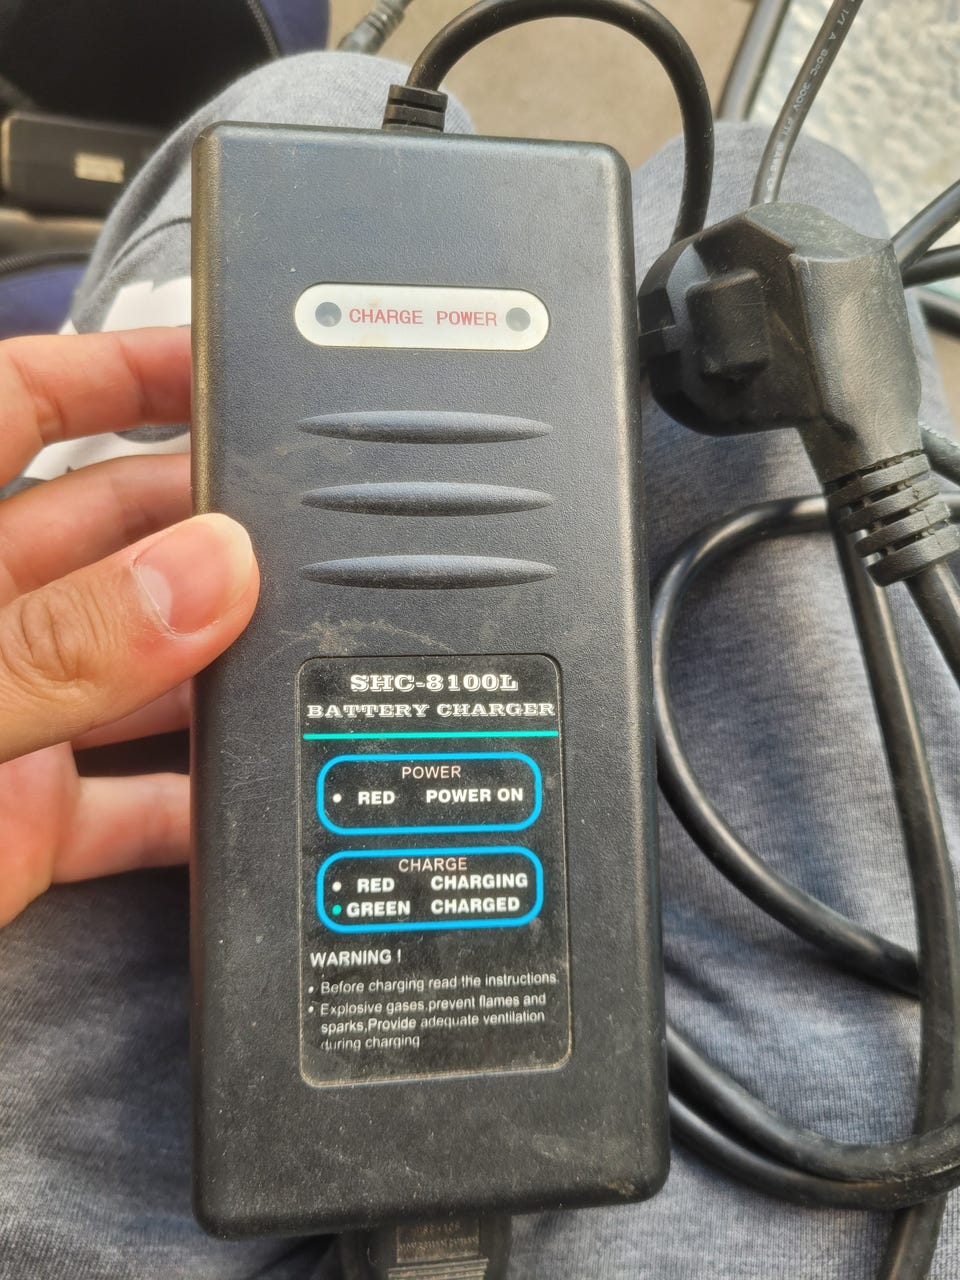 CHARGE POWER
SHC-8100L
BATTERY CHARGER
POWER
RED POWER ON
CHARGE
RED CHARGING
GREEN CHARGED
WARNING !
• Before charging read the instructions
• Explosive gases,prevent flames and
sparks,Provide adequate ventilation
during charging